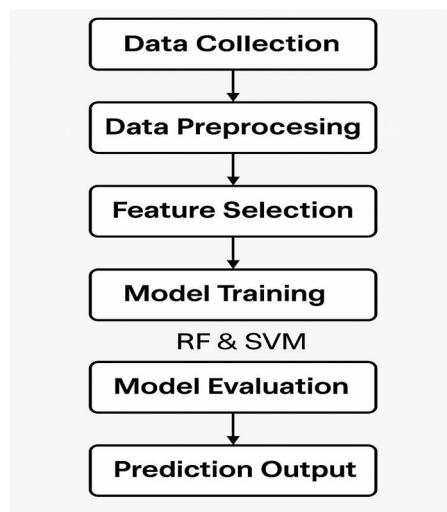 Data Collection
Data Preprocesing
Feature Selection
Model Training
RF & SVM
Model Evaluation
Prediction Output